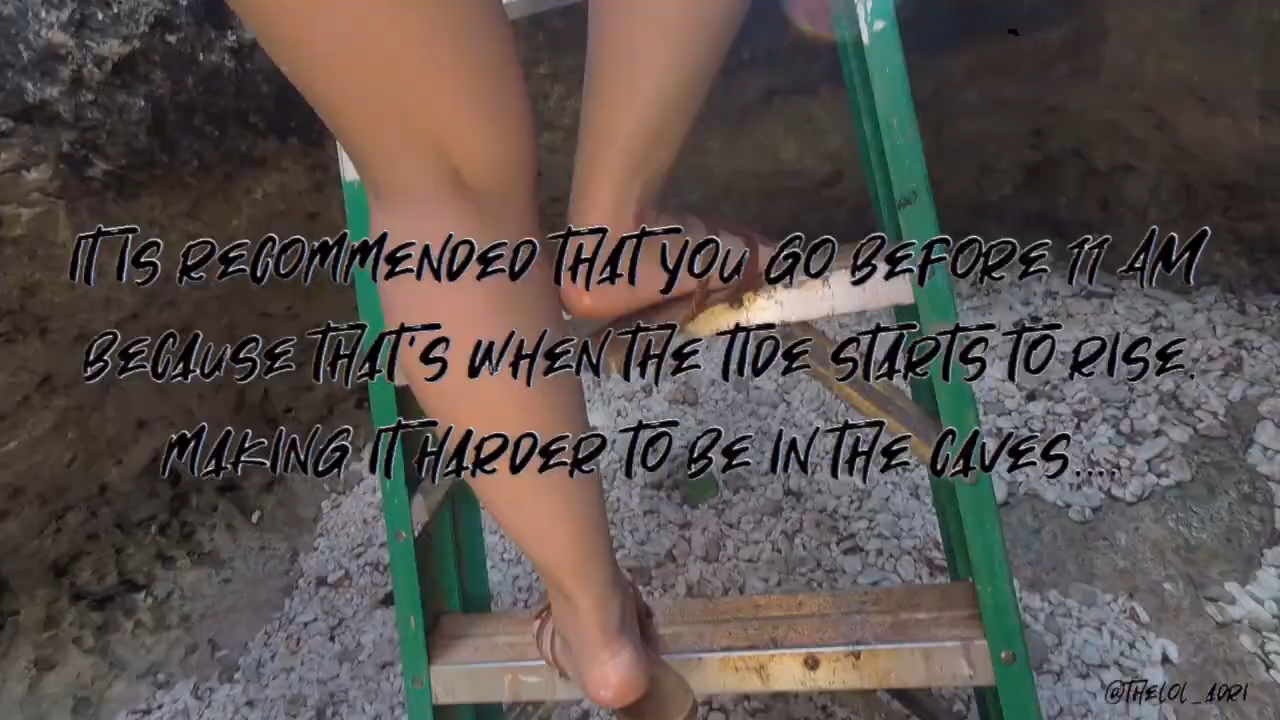 IT IS RECOMMENDED THAT YOU GO BEFORE 11 AM
BECAUSE THAT'S WHEN THE TIDE STARTS TO RISE.
MAKING IT HARDER TO BE IN THE CAVES....
@THELOL_ADRI